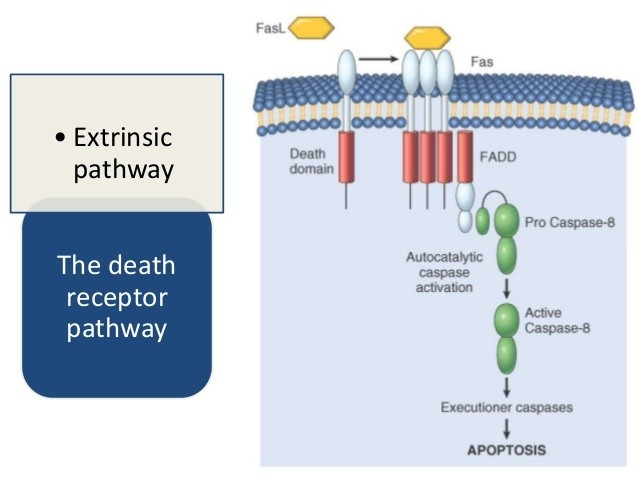 • Extrinsic
pathway
The death
receptor
pathway
FasL
Fas
Death
domain
FADD
Pro Caspase-8
Autocatalytic
caspase
activation
Active
Caspase-8
Executioner caspases
APOPTOSIS